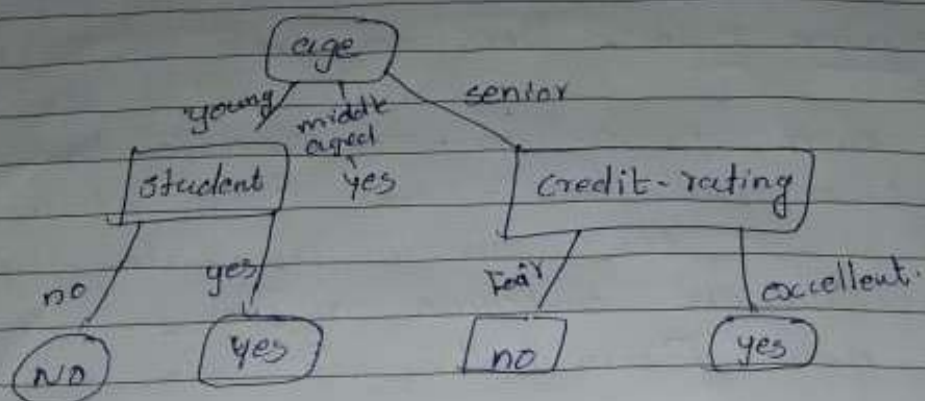 age
young
middle
aged
senior
student
yes
credit-rating
no
yes
Fair
excellent.
NO
yes
no
yes